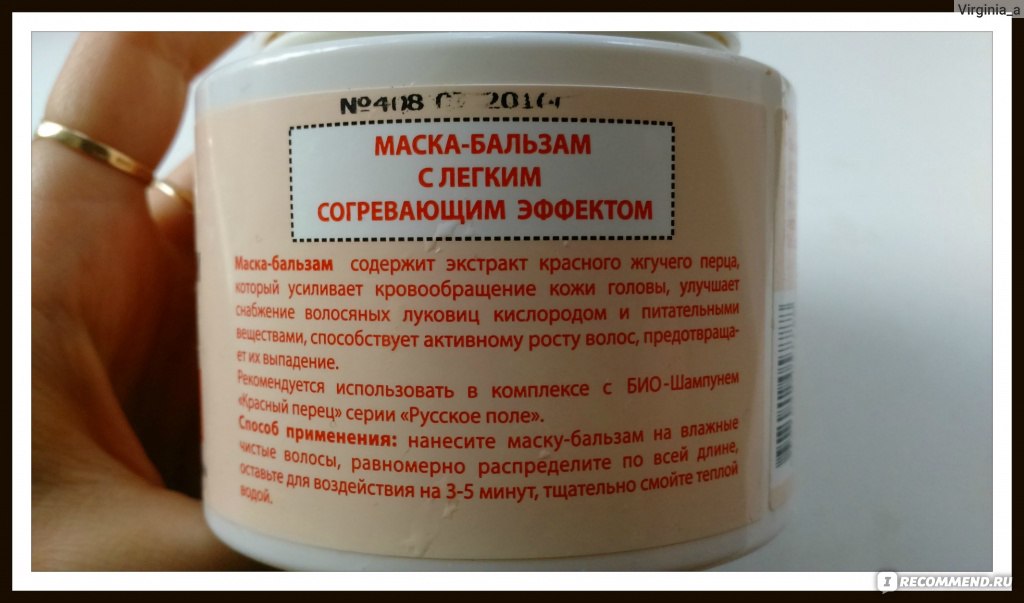 Virginia_a
№408 2016
МАСКА-БАЛЬЗАМ
С ЛЕГКИМ
СОГРЕВАЮЩИМ ЭФФЕКТОМ
Маска-бальзам содержит экстракт красного жгучего перца,
который усиливает кровообращение кожи головы, улучшает
снабжение волосяных луковиц кислородом и питательными
веществами, способствует активному росту волос, предотвраща-
ет их выпадение.
Рекомендуется использовать в комплексе с БИО-Шампунем
«Красный перец» серии «Русское поле».
Способ применения: нанесите маску-бальзам на влажные
чистые волосы, равномерно распределите по всей длине,
оставьте для воздействия на 3-5 минут, тщательно смойте теплой
водой.
I RECOMMEND.RU